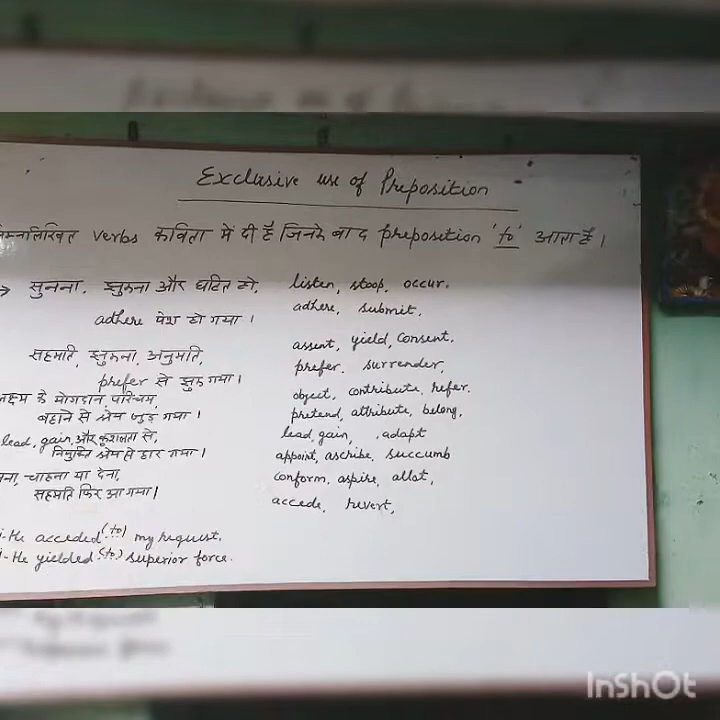 Exclusive use of Preposition
निम्नलिखित verbs कविता में दी हैं जिनके बाद preposition 'to' आता है।
→ सुनना, झुकना और घटित हो, listen, stoop, occur.
adhere पेश हो गया। adhere, submit,
सहमति, झुकना, अनुमति, assent, yield, consent.
prefer से झुक गया। prefer. surrender,
के योगदान object, contribute, refer.
बहाने से प्रेम जुड़ गया। pretend, attribute, belong,
lead, gain, और कुशलता से, lead, gain, , adapt
नियुक्ति प्रेम से हार गया। appoint, ascribe, succumb
चाहना या देना, conform, aspire, allot,
सहमति फिर आ गया। accede, revert,
He acceded (to) my request.
He yielded (to) superior force.
InShOt